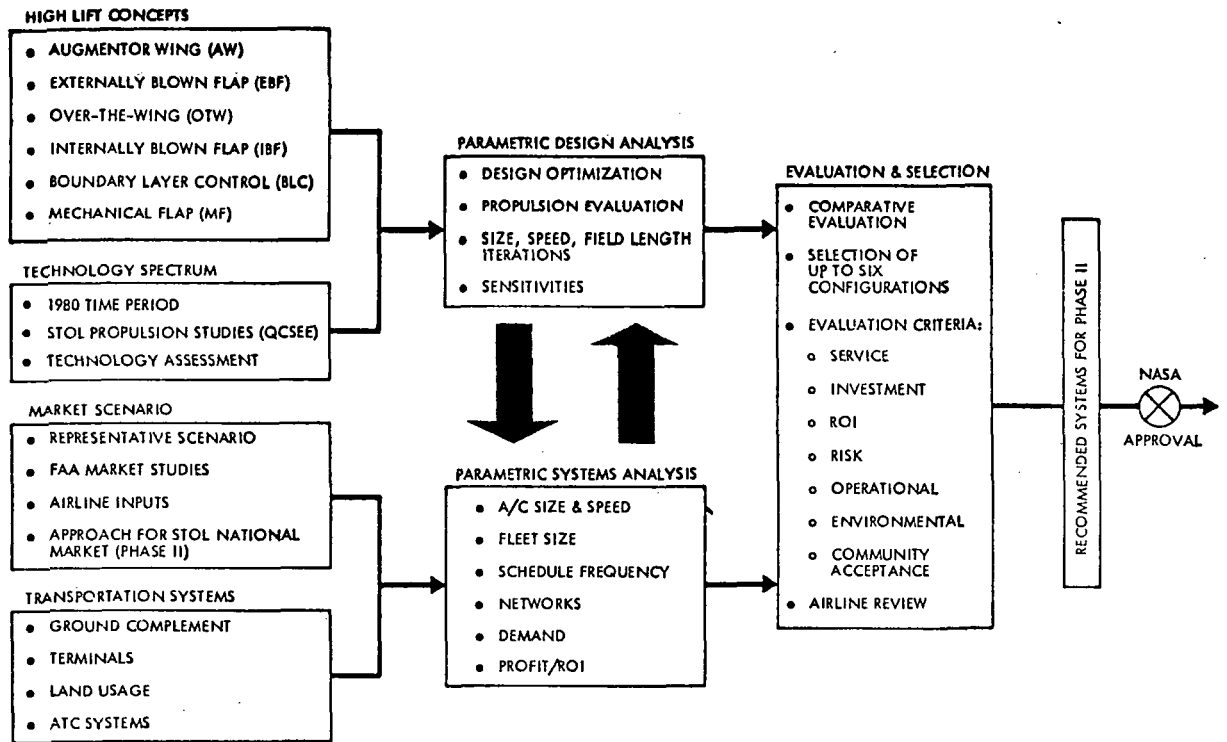 HIGH LIFT CONCEPTS
• AUGMENTOR WING (AW)
• EXTERNALLY BLOWN FLAP (EBF)
• OVER-THE-WING (OTW)
• INTERNALLY BLOWN FLAP (IBF)
• BOUNDARY LAYER CONTROL (BLC)
• MECHANICAL FLAP (MF)
TECHNOLOGY SPECTRUM
• 1980 TIME PERIOD
• STOL PROPULSION STUDIES (QCSEE)
• TECHNOLOGY ASSESSMENT
MARKET SCENARIO
• REPRESENTATIVE SCENARIO
• FAA MARKET STUDIES
• AIRLINE INPUTS
• APPROACH FOR STOL NATIONAL
MARKET (PHASE II)
TRANSPORTATION SYSTEMS
• GROUND COMPLEMENT
• TERMINALS
• LAND USAGE
• ATC SYSTEMS
PARAMETRIC DESIGN ANALYSIS
• DESIGN OPTIMIZATION
• PROPULSION EVALUATION
• SIZE, SPEED, FIELD LENGTH
ITERATIONS
• SENSITIVITIES
PARAMETRIC SYSTEMS ANALYSIS
• A/C SIZE & SPEED
• FLEET SIZE
• SCHEDULE FREQUENCY
• NETWORKS
• DEMAND
• PROFIT/ROI
EVALUATION & SELECTION
• COMPARATIVE
EVALUATION
• SELECTION OF
UP TO SIX
CONFIGURATIONS
• EVALUATION CRITERIA:
o SERVICE
o INVESTMENT
o ROI
o RISK
o OPERATIONAL
o ENVIRONMENTAL
o COMMUNITY
ACCEPTANCE
• AIRLINE REVIEW
RECOMMENDED SYSTEMS FOR PHASE II
NASA
APPROVAL